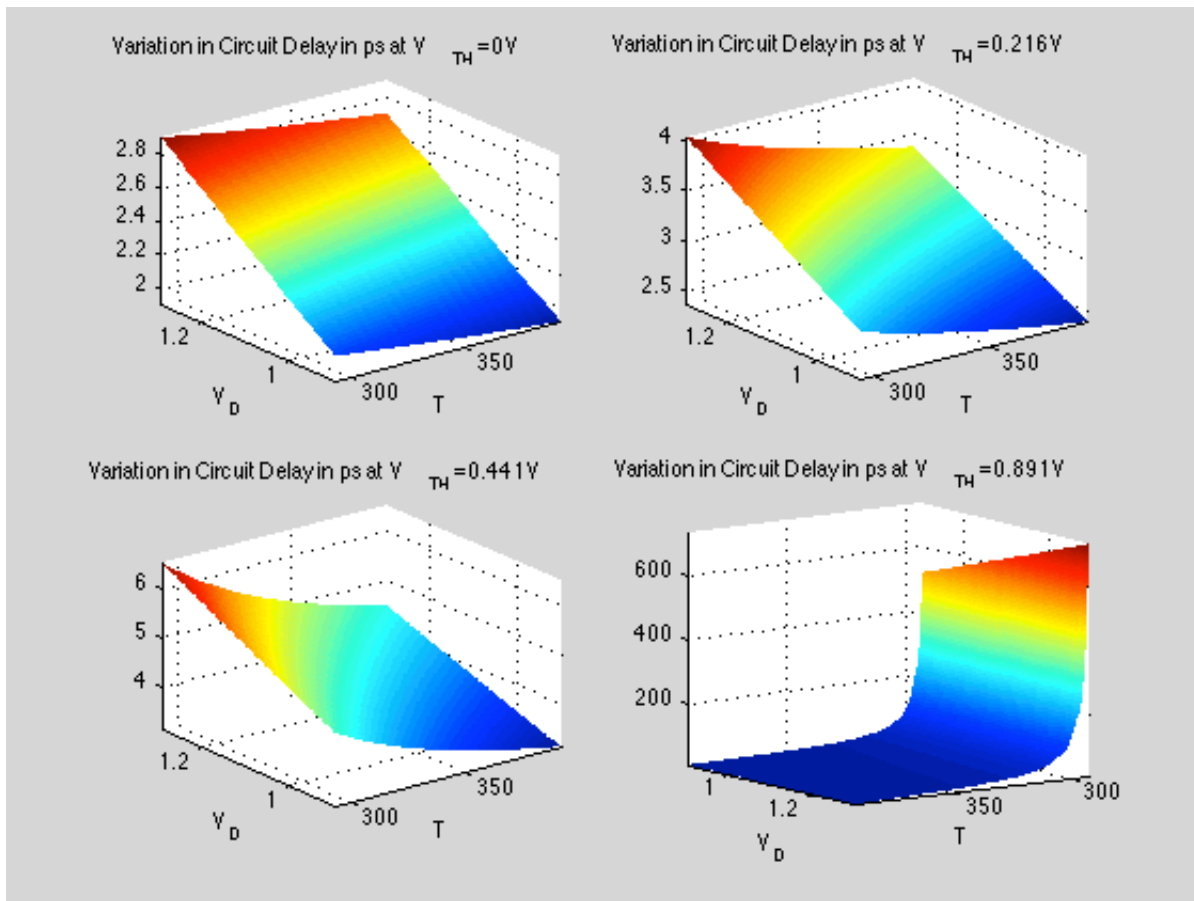 Variation in Circuit Delay in ps at V TH =0V
2.8
2.6
2.4
2.2
2
1.2
1
V D
300
350
T
Variation in Circuit Delay in ps at V TH =0.216V
4
3.5
3
2.5
1.2
1
V D
300
350
T
Variation in Circuit Delay in ps at V TH =0.441V
6
5
4
1.2
1
V D
300
350
T
Variation in Circuit Delay in ps at V TH =0.891V
600
400
200
1
1.2
V D
350
300
T